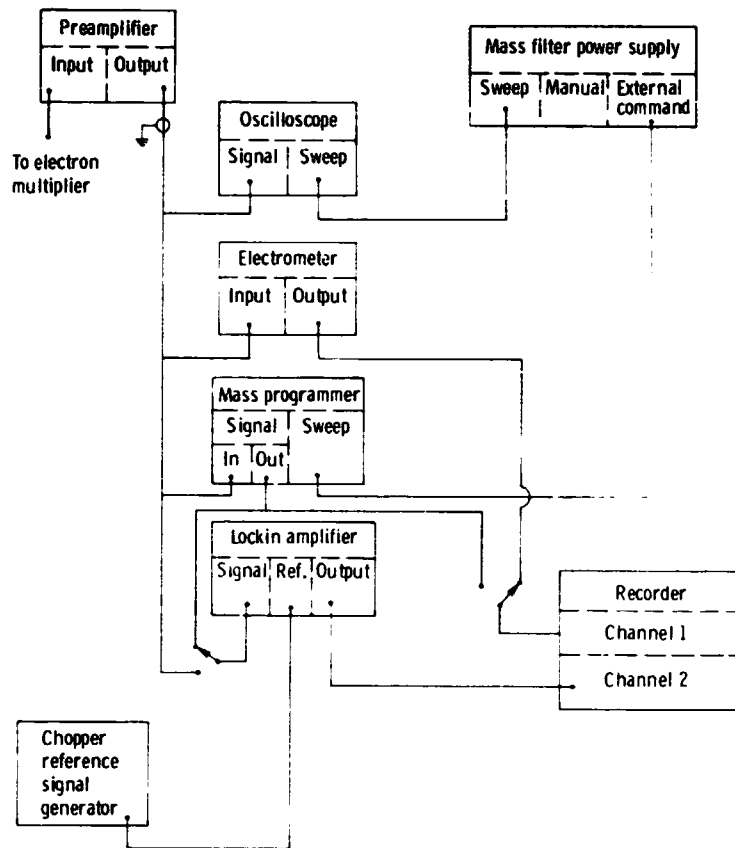 Preamplifier
Input Output
To electron
multiplier
Mass filter power supply
Sweep Manual External
command
Oscilloscope
Signal Sweep
Electrometer
Input Output
Mass programmer
Signal Sweep
In Out
Lockin amplifier
Signal Ref. Output
Recorder
Channel 1
Channel 2
Chopper
reference
signal
generator